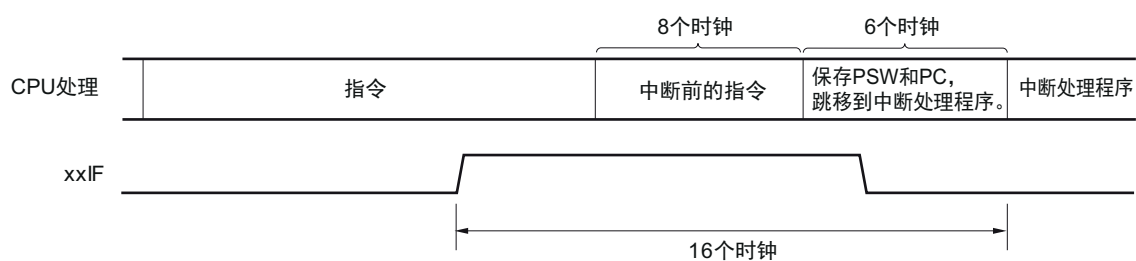 8个时钟
6个时钟
CPU处理
指令
中断前的指令
保存PSW和PC，
跳移到中断处理程序。
中断处理程序
xxIF
16个时钟